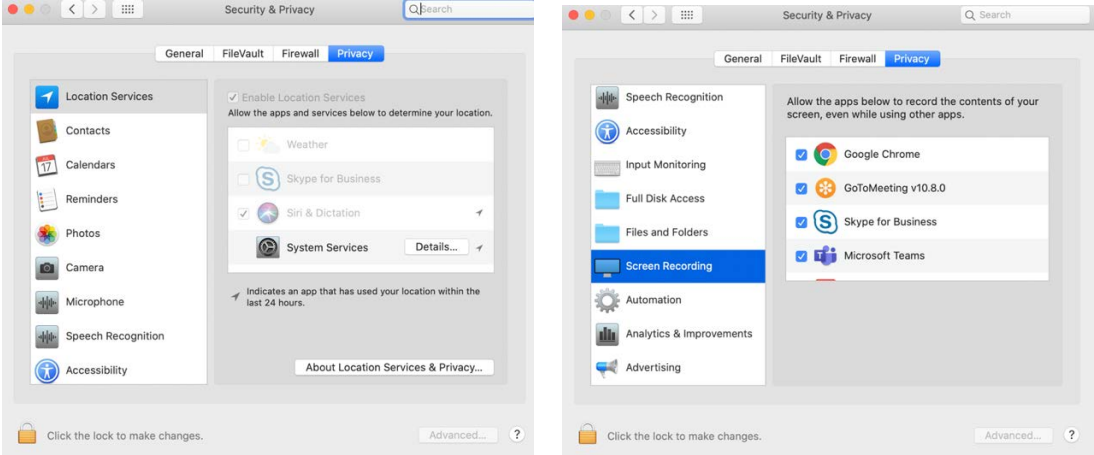 Security & Privacy
Search
General FileVault Firewall Privacy
Location Services
Contacts
Calendars
JUL
17
Reminders
Photos
Camera
Microphone
Speech Recognition
Accessibility
Enable Location Services
Allow the apps and services below to determine your location.
Weather
Skype for Business
Siri & Dictation
System Services Details...
Indicates an app that has used your location within the
last 24 hours.
About Location Services & Privacy...
Click the lock to make changes.
Advanced... ?
Security & Privacy
Search
General FileVault Firewall Privacy
Speech Recognition
Accessibility
Input Monitoring
Full Disk Access
Files and Folders
Screen Recording
Automation
Analytics & Improvements
Advertising
Allow the apps below to record the contents of your
screen, even while using other apps.
Google Chrome
GoToMeeting v10.8.0
Skype for Business
Microsoft Teams
Click the lock to make changes.
Advanced... ?